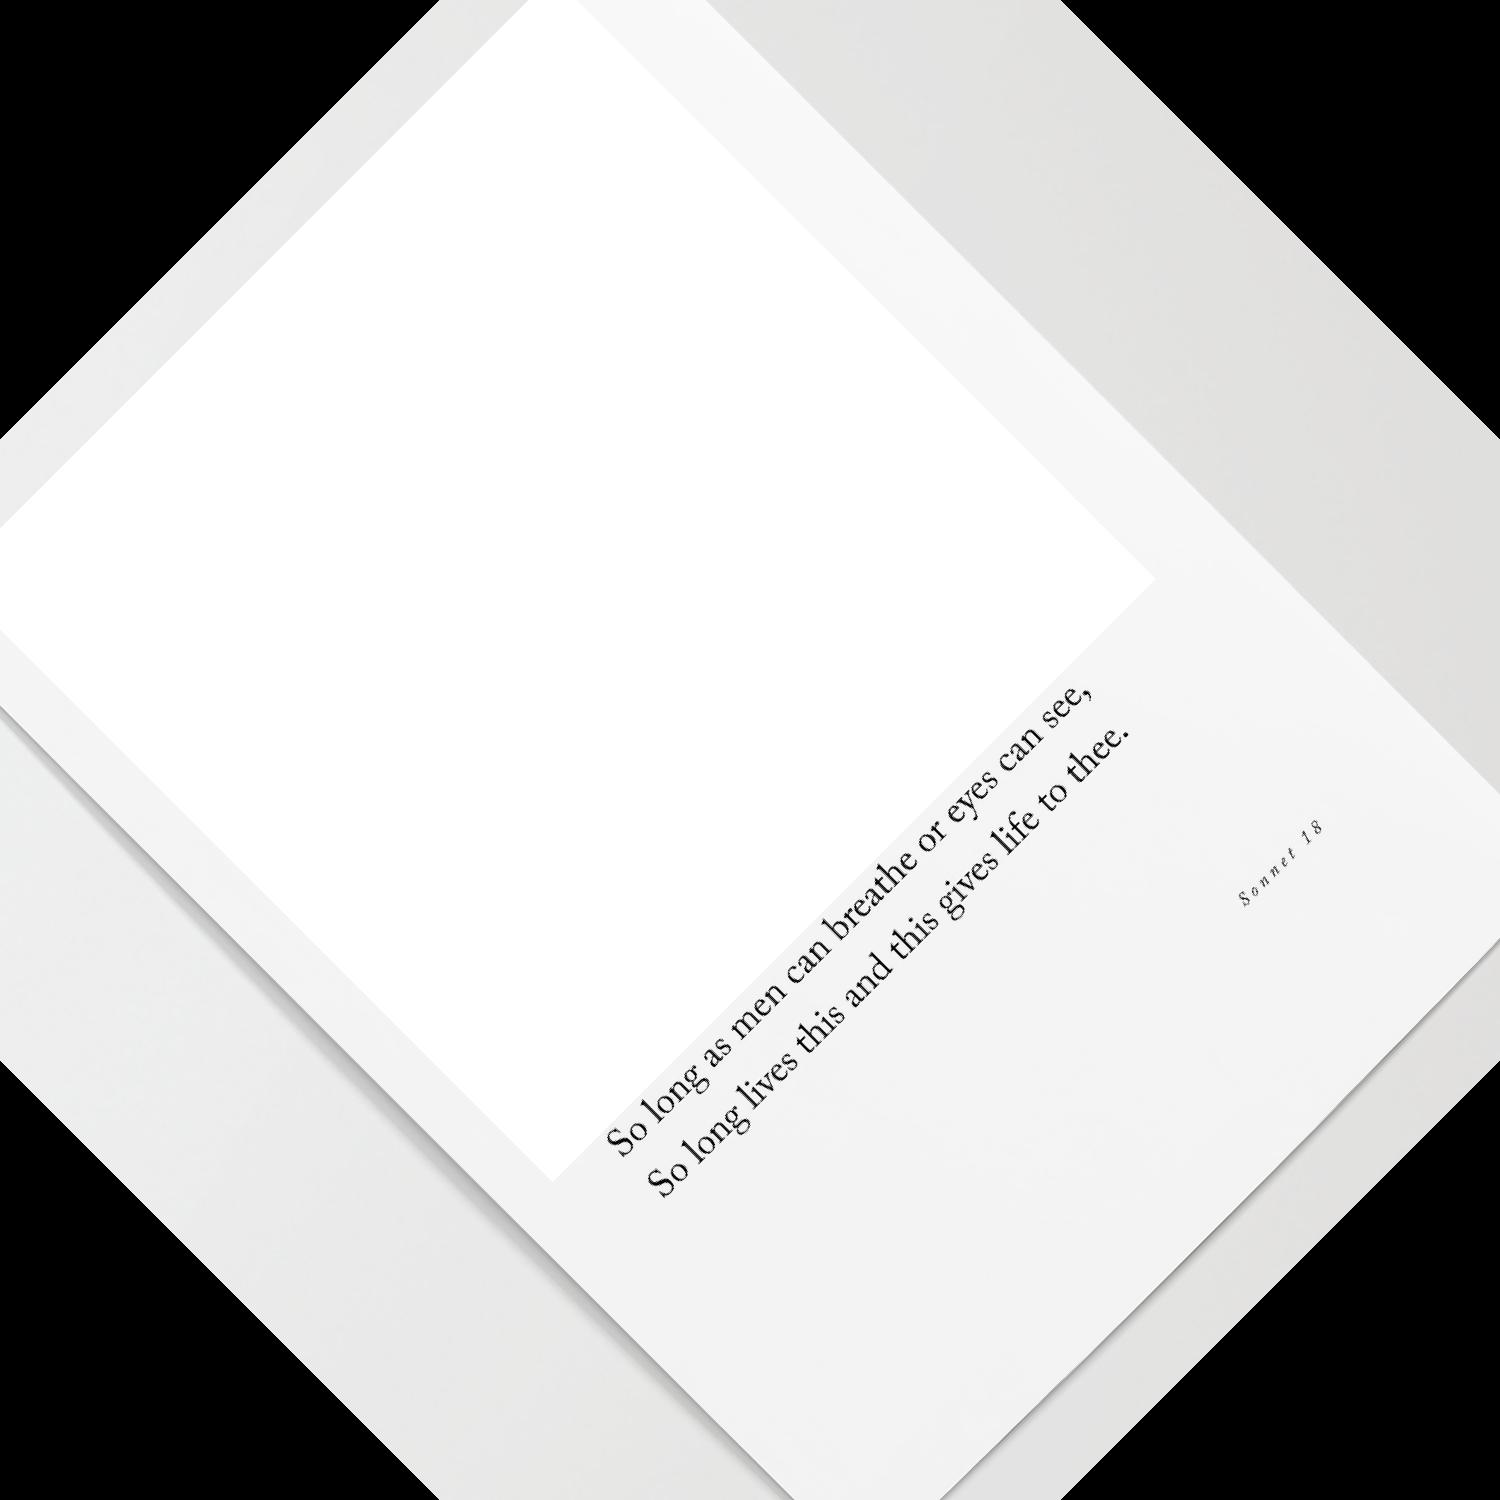 So long as men can breathe or eyes can see,
So long lives this and this gives life to thee.
Sonnet 18